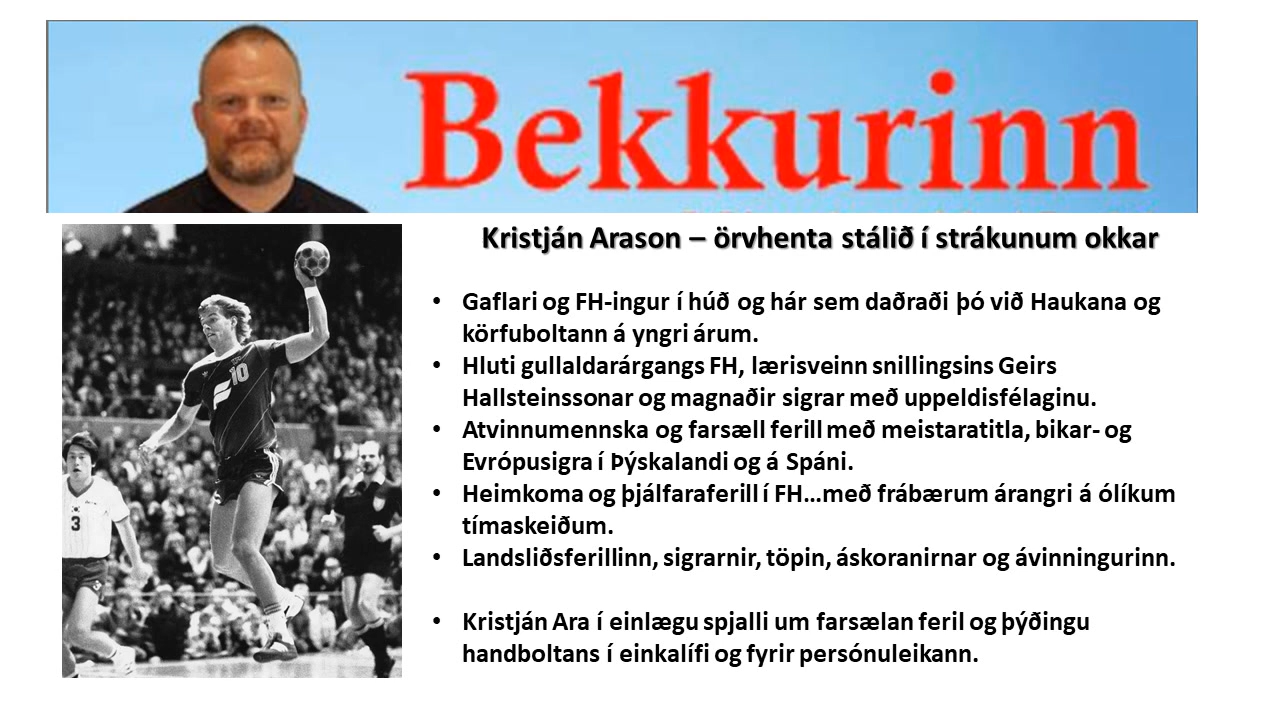 Bekkurinn
Kristján Arason – örvhenta stálið í strákunum okkar
• Gaflari og FH-ingur í húð og hár sem daðraði þó við Haukana og
körfuboltann á yngri árum.
• Hluti gullaldarárgangs FH, lærisveinn snillingsins Geirs
Hallsteinssonar og magnaðir sigrar með uppeldisfélaginu.
• Atvinnumennska og farsæll ferill með meistaratitla, bikar- og
Evrópusigra í Þýskalandi og á Spáni.
• Heimkoma og þjálfaraferill í FH…með frábærum árangri á ólíkum
tímaskeiðum.
• Landsliðsferillinn, sigrarnir, töpin, áskoranirnar og ávinningurinn.
• Kristján Ara í einlægu spjalli um farsælan feril og þýðingu
handboltans í einkalífi og fyrir persónuleikann.
10
3